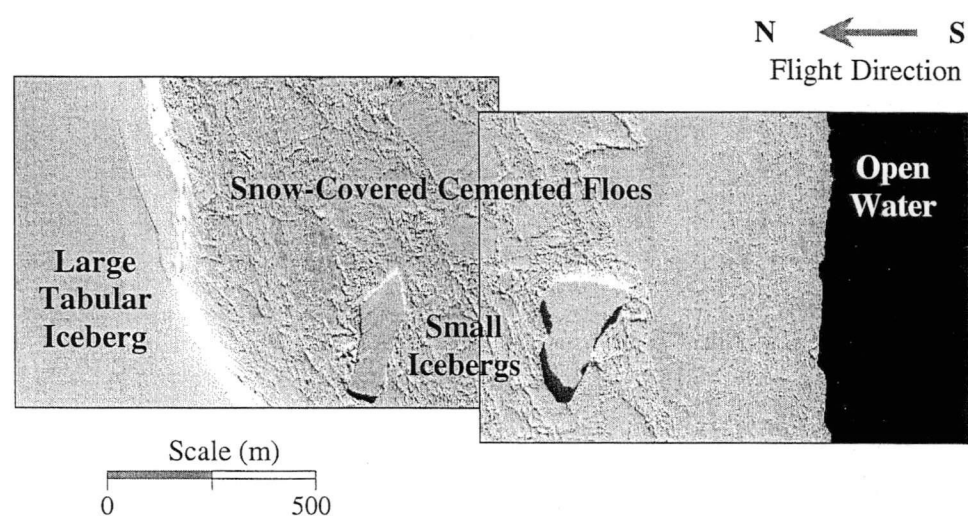 N S
Flight Direction
Snow-Covered Cemented Floes
Open
Water
Large
Tabular
Iceberg
Small
Icebergs
Scale (m)
0 500